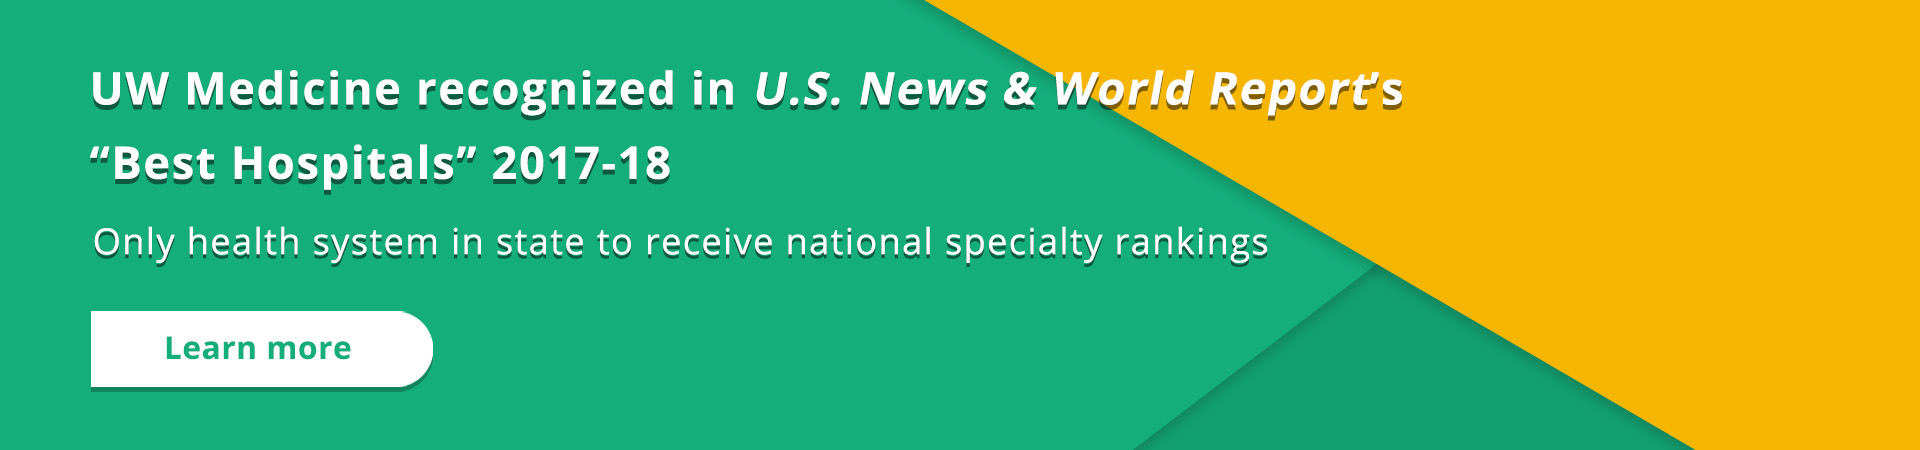 UW Medicine recognized in U.S. News & World Report’s
“Best Hospitals” 2017-18
Only health system in state to receive national specialty rankings
Learn more